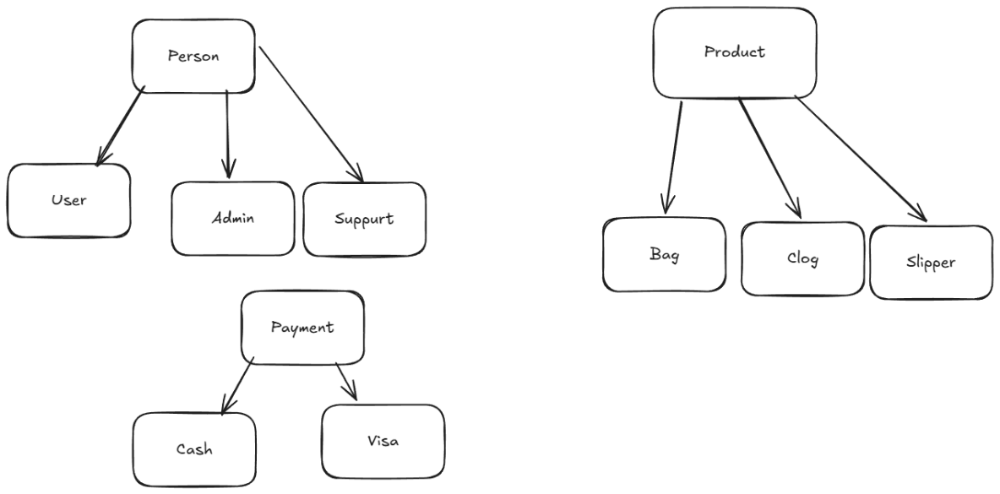 Person
Product
User
Admin
Suppurt
Bag
Clog
Slipper
Payment
Cash
Visa